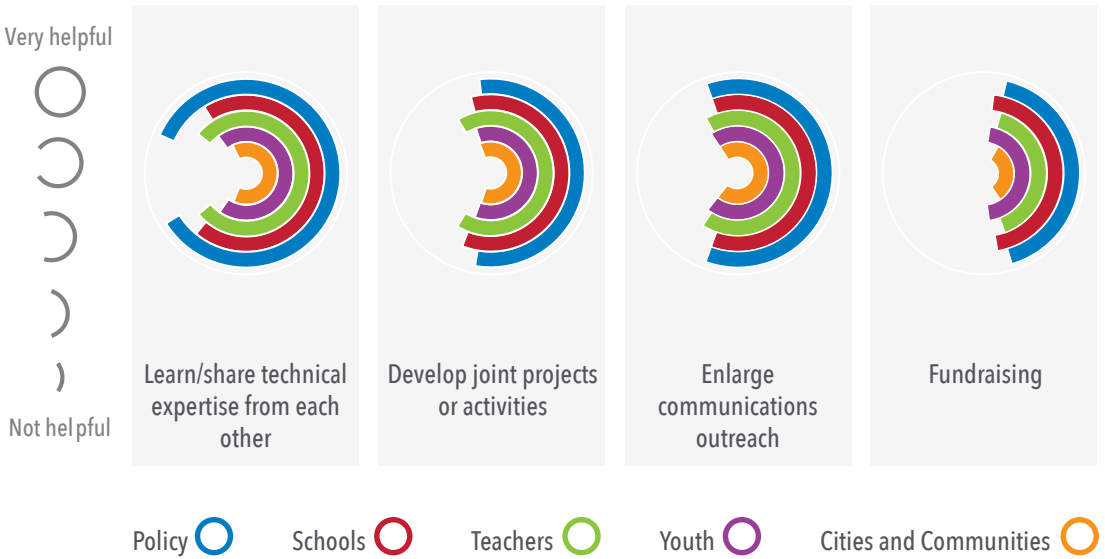 Very helpful
Not helpful
Learn/share technical
expertise from each
other
Develop joint projects
or activities
Enlarge
communications
outreach
Fundraising
Policy
Schools
Teachers
Youth
Cities and Communities